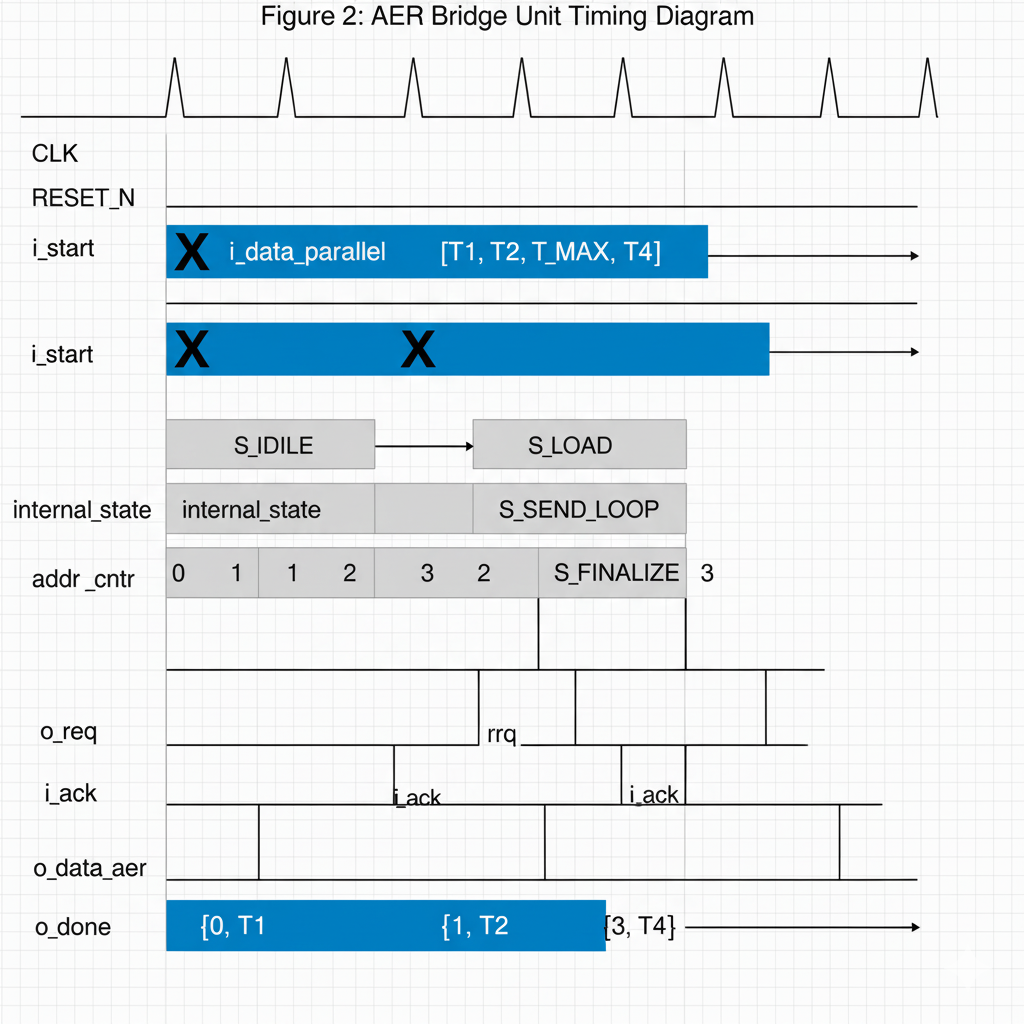 Figure 2: AER Bridge Unit Timing Diagram
CLK
RESET_N
i_start X i_data_parallel [T1, T2, T_MAX, T4]
i_start X X
S_IDILE S_LOAD
internal_state internal_state S_SEND_LOOP
addr_cntr 0 1 1 2 3 2 S_FINALIZE 3
o_req rrq
i_ack i_ack i_ack
o_data_aer
o_done {0, T1 {1, T2 {3, T4}